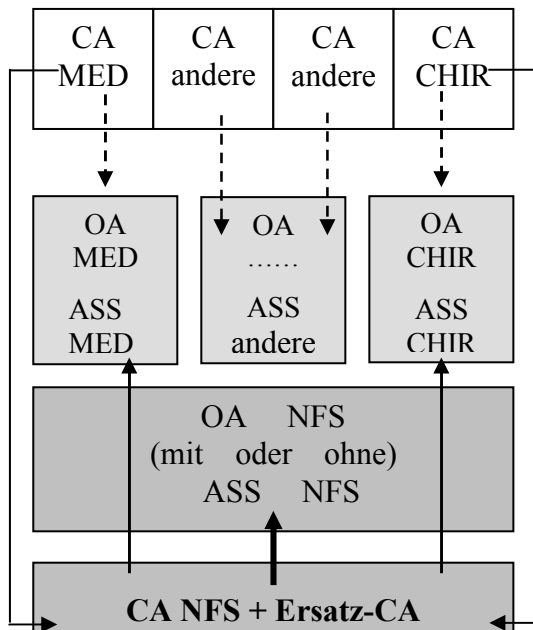 CA
MED
CA
andere
CA
andere
CA
CHIR
OA
MED
ASS
MED
OA
......
ASS
andere
OA
CHIR
ASS
CHIR
OA NFS
(mit oder ohne)
ASS NFS
CA NFS + Ersatz-CA